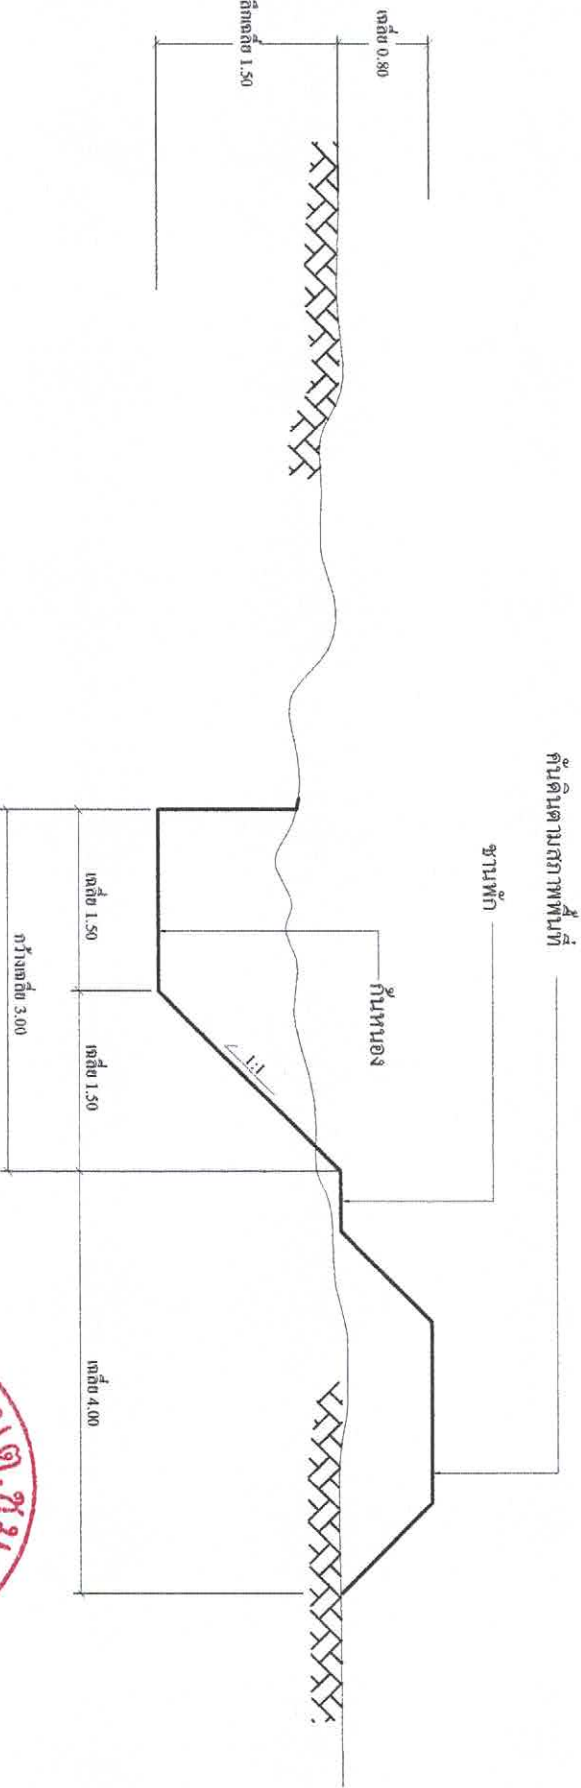 คันดินตามสภาพพื้นที่
ชานพัก
ก้นหนอง
เฉลี่ย 0.80
ลึกเฉลี่ย 1.50
1:1
เฉลี่ย 1.50
เฉลี่ย 1.50
เฉลี่ย 4.00
กว้างเฉลี่ย 3.00